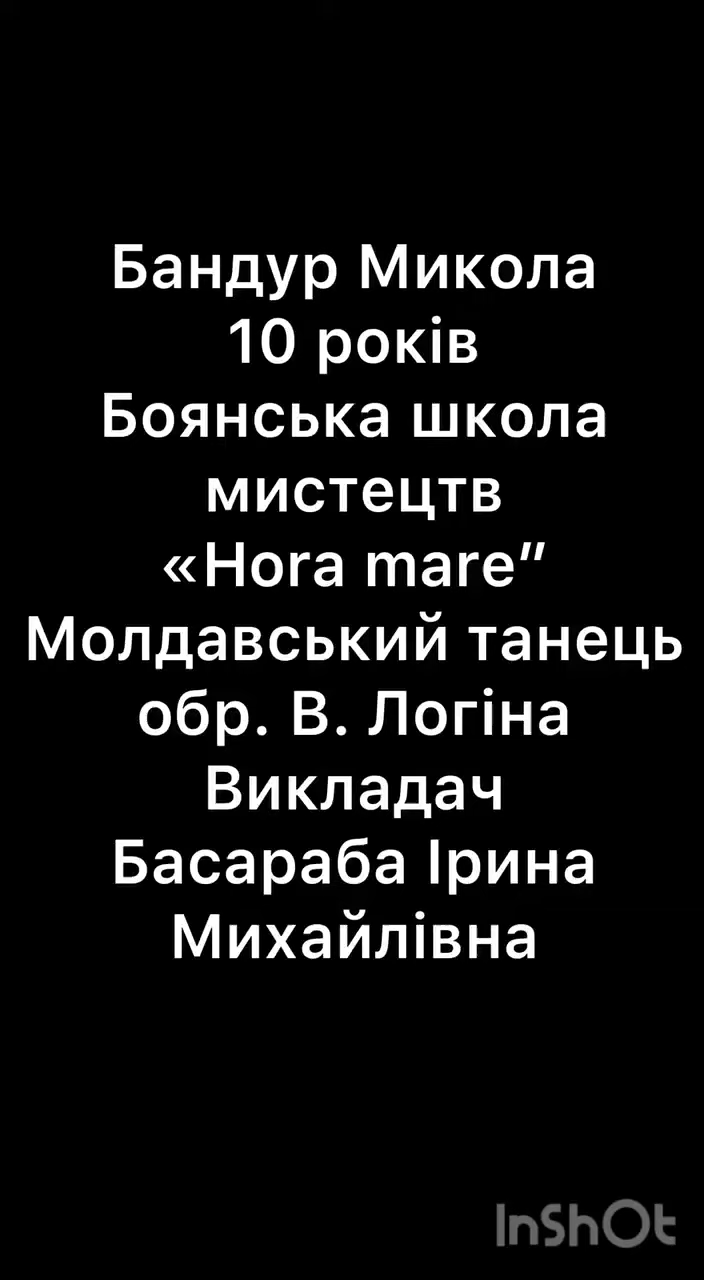 Бандур Микола
10 років
Боянська школа
мистецтв
«Hora mare”
Молдавський танець
обр. В. Логіна
Викладач
Басараба Ірина
Михайлівна
InShOt